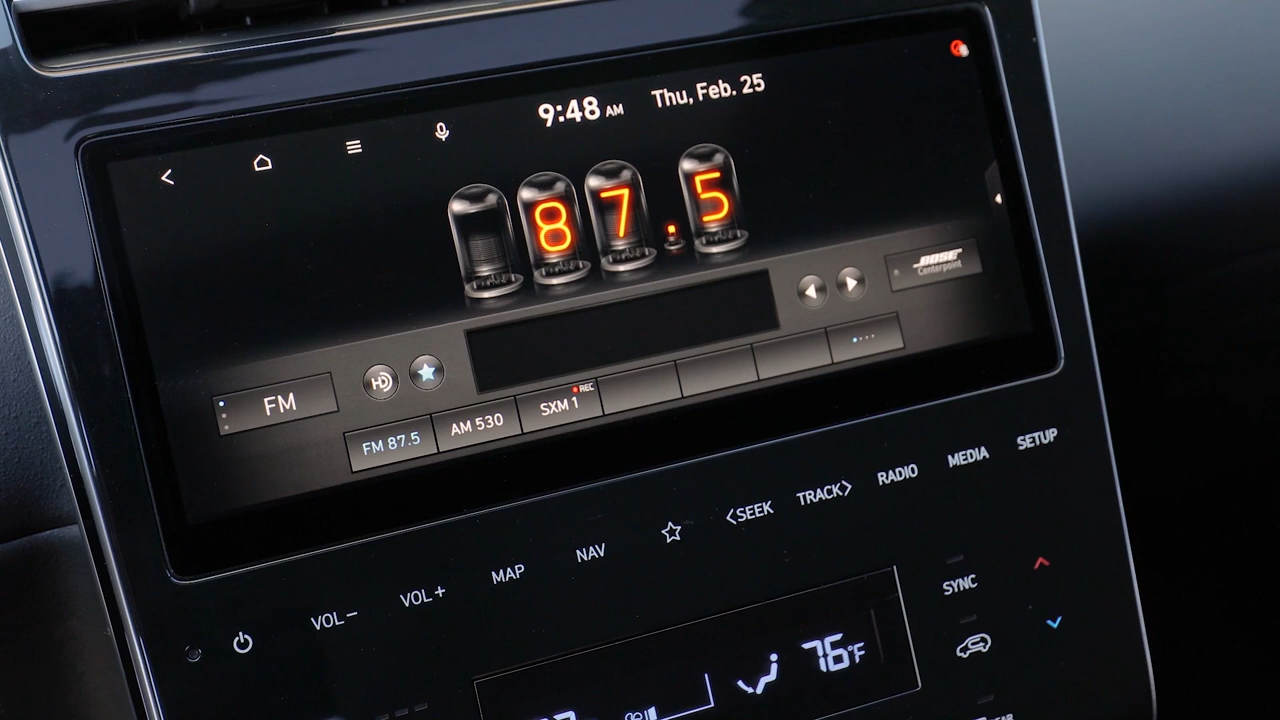 9:48 AM Thu, Feb. 25
87.5
BOSE
Centerpoint
FM
HD
FM 87.5
AM 530
SXM 1
REC
VOL−
VOL+
MAP
NAV
<SEEK
TRACK>
RADIO
MEDIA
SETUP
SYNC
76°F